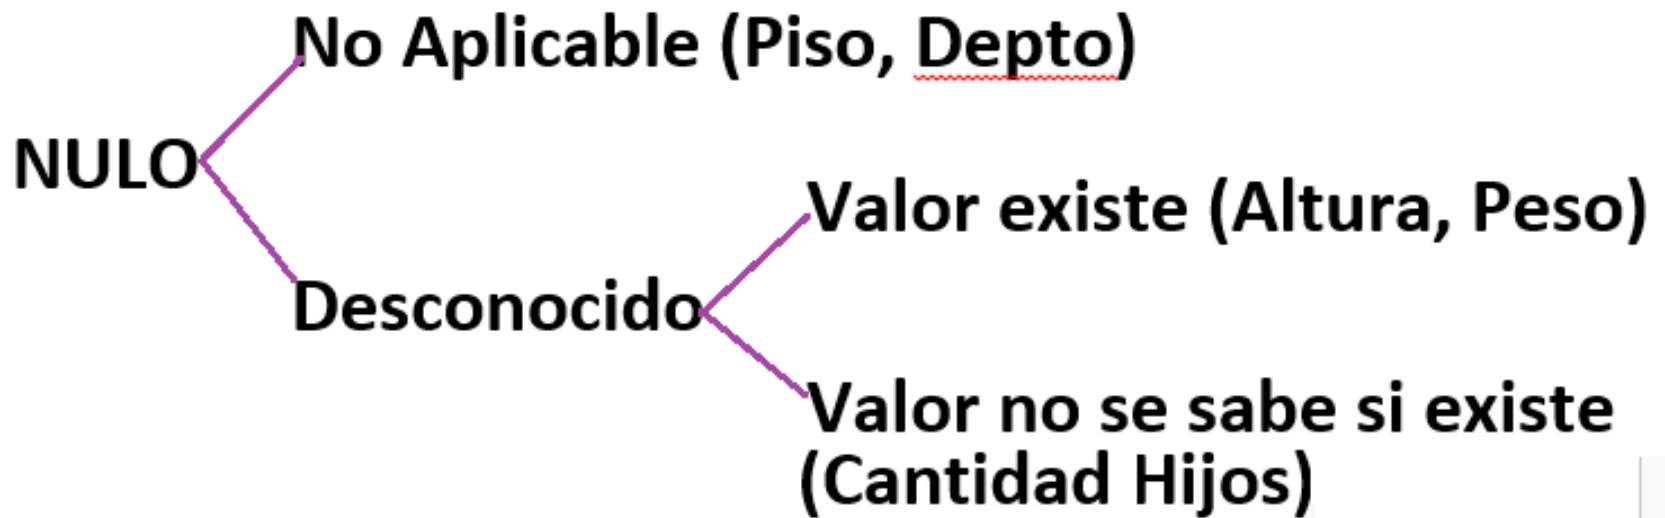 No Aplicable (Piso, Depto)
NULO
Valor existe (Altura, Peso)
Desconocido
Valor no se sabe si existe
(Cantidad Hijos)